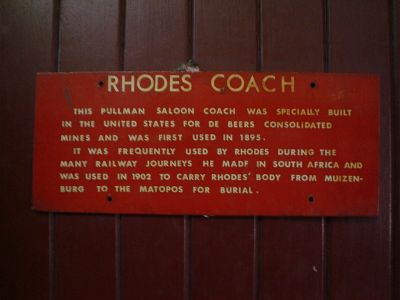 RHODES COACH
THIS PULLMAN SALOON COACH WAS SPECIALLY BUILT
IN THE UNITED STATES FOR DE BEERS CONSOLIDATED
MINES AND WAS FIRST USED IN 1895.
IT WAS FREQUENTLY USED BY RHODES DURING THE
MANY RAILWAY JOURNEYS HE MADE IN SOUTH AFRICA AND
WAS USED IN 1902 TO CARRY RHODES' BODY FROM MUIZEN-
BURG TO THE MATOPOS FOR BURIAL.